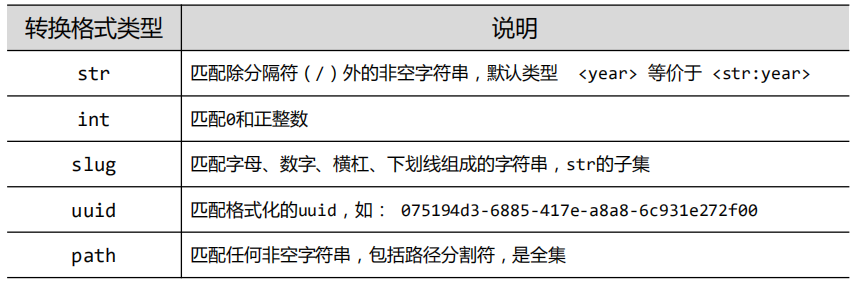 转换格式类型 说明
str 匹配除分隔符(/)外的非空字符串,默认类型 <year> 等价于 <str:year>
int 匹配0和正整数
slug 匹配字母、数字、横杠、下划线组成的字符串,str的子集
uuid 匹配格式化的uuid,如: 075194d3-6885-417e-a8a8-6c931e272f00
path 匹配任何非空字符串,包括路径分割符,是全集